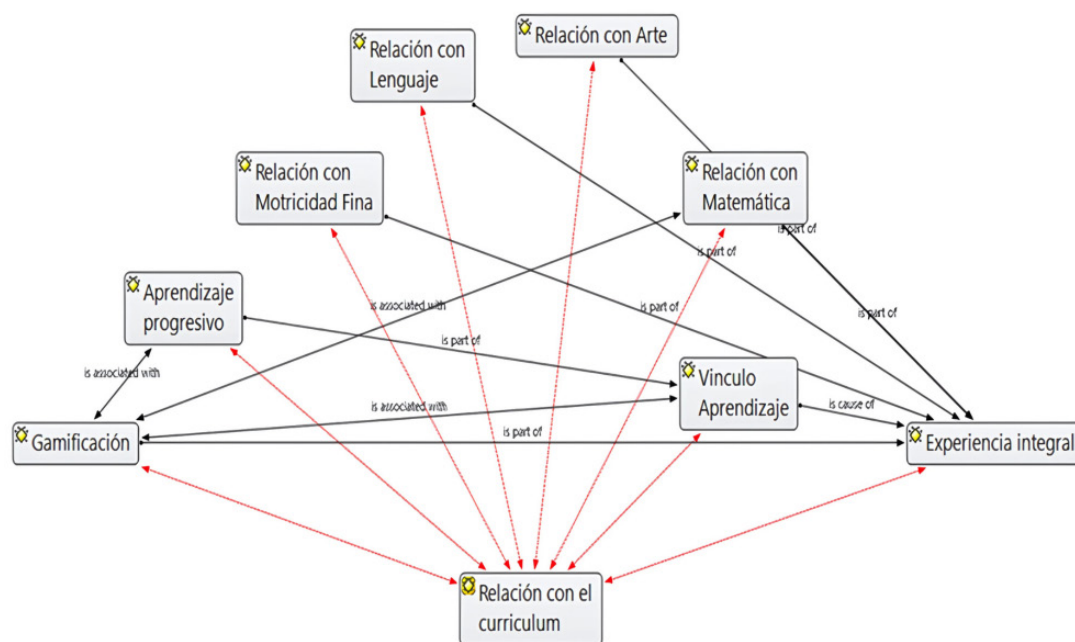 Relación con Arte
Relación con
Lenguaje
Relación con
Motricidad Fina
Relación con
Matemática
is part of
is part of
Aprendizaje
progresivo
is associated with
is part of
is part of
is part of
is associated with
Vinculo
Aprendizaje
is associated with
is cause of
is part of
Gamificación
Experiencia integral
Relación con el
curriculum